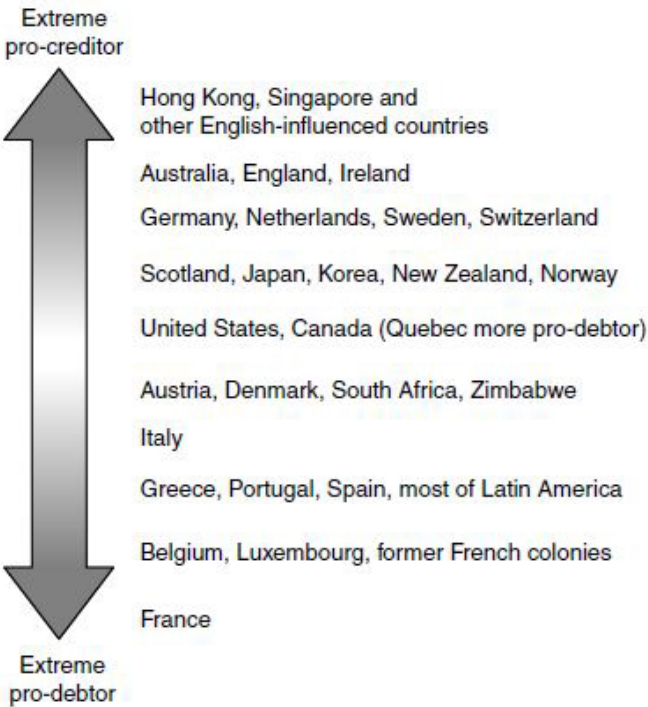 Extreme
pro-creditor
Hong Kong, Singapore and
other English-influenced countries
Australia, England, Ireland
Germany, Netherlands, Sweden, Switzerland
Scotland, Japan, Korea, New Zealand, Norway
United States, Canada (Quebec more pro-debtor)
Austria, Denmark, South Africa, Zimbabwe
Italy
Greece, Portugal, Spain, most of Latin America
Belgium, Luxembourg, former French colonies
France
Extreme
pro-debtor